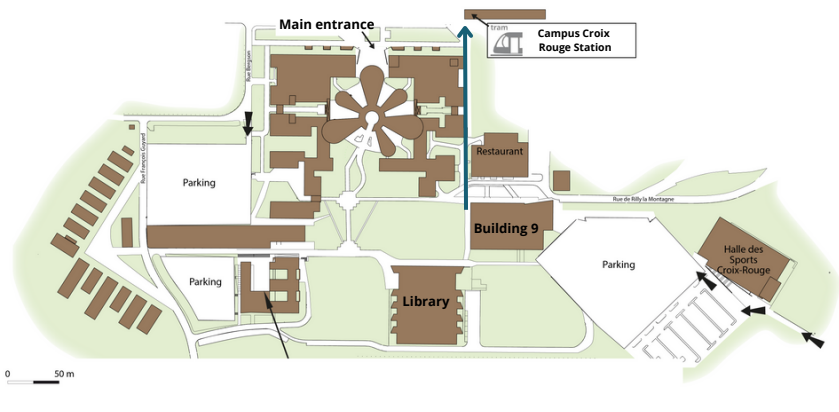 Main entrance
tram
Campus Croix
Rouge Station
Rue Bergson
Rue François Guyard
Restaurant
Parking
Rue de Rilly la Montagne
Building 9
Halle des
Sports
Croix-Rouge
Parking
Parking
Library
0 50 m